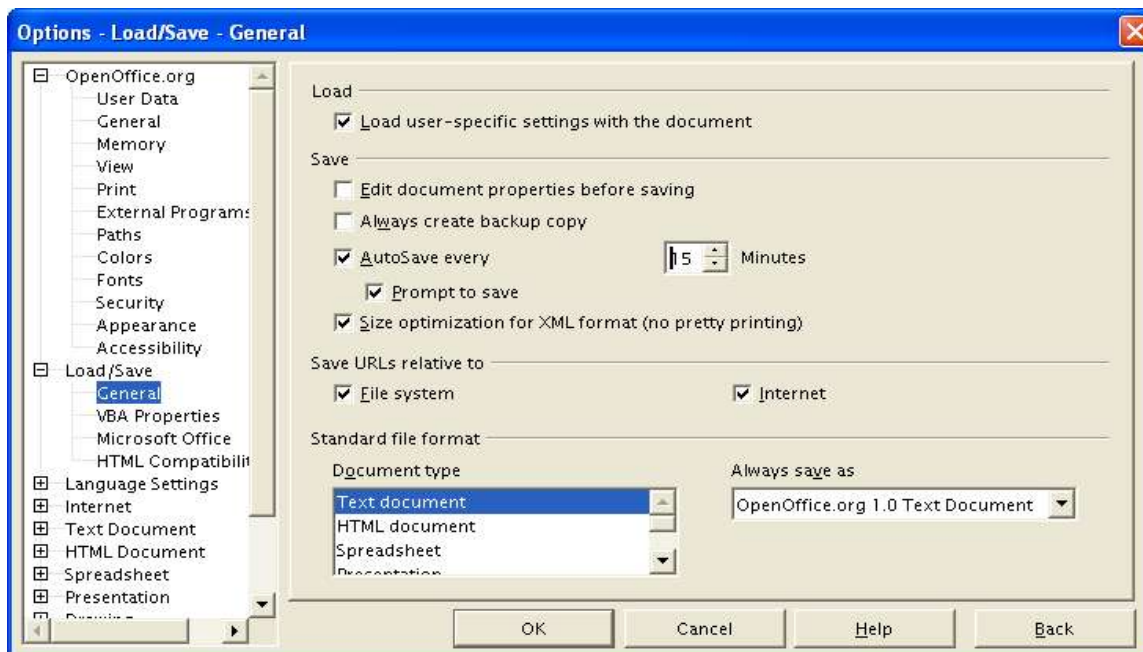 Options - Load/Save - General
OpenOffice.org
User Data
General
Memory
View
Print
External Programs
Paths
Colors
Fonts
Security
Appearance
Accessibility
Load/Save
General
VBA Properties
Microsoft Office
HTML Compatibilit
Language Settings
Internet
Text Document
HTML Document
Spreadsheet
Presentation
Drawing
Load
Load user-specific settings with the document
Save
Edit document properties before saving
Always create backup copy
AutoSave every 15 Minutes
Prompt to save
Size optimization for XML format (no pretty printing)
Save URLs relative to
File system Internet
Standard file format
Document type Always save as
Text document OpenOffice.org 1.0 Text Document
HTML document
Spreadsheet
Presentation
OK Cancel Help Back